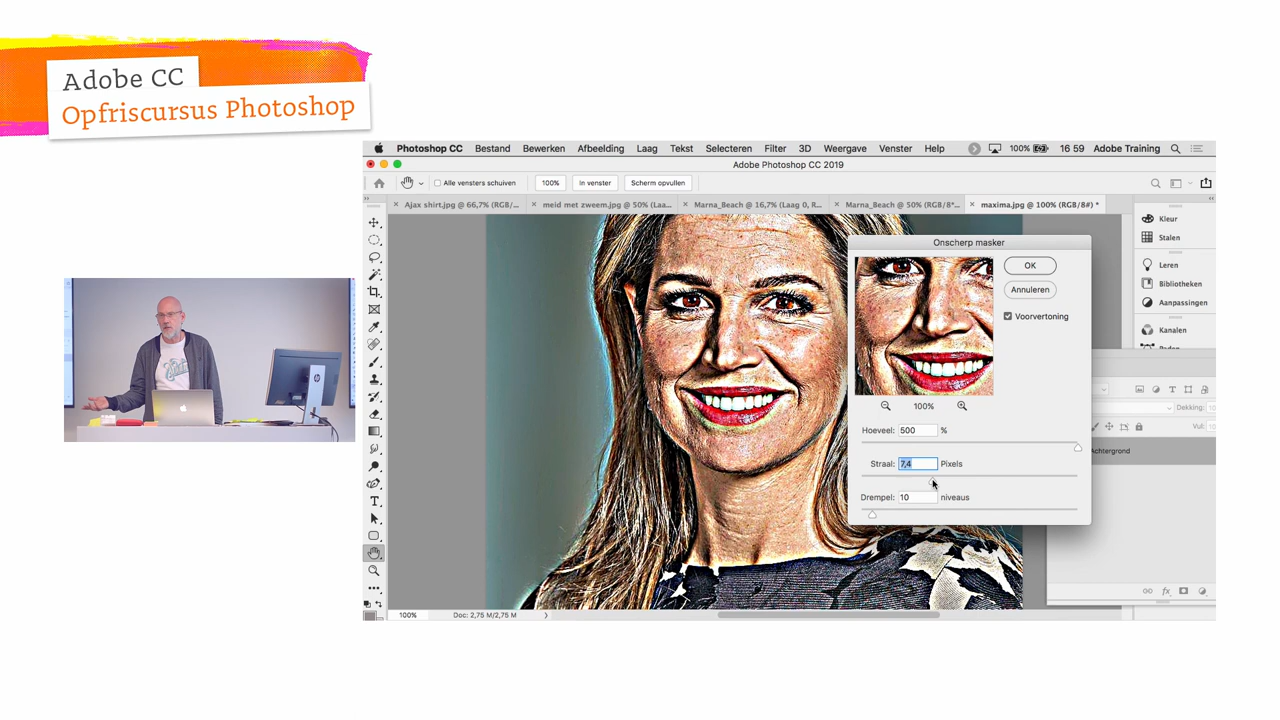 Adobe CC
Opfriscursus Photoshop
Photoshop CC Bestand Bewerken Afbeelding Laag Tekst Selecteren Filter 3D Weergave Venster Help 100% 16 59 Adobe Training
Adobe Photoshop CC 2019
Alle vensters schuiven 100% In venster Scherm opvullen
× Ajax shirt.jpg @ 66,7% (RGB/... × meid met zweem.jpg @ 50% (Laa... × Marna_Beach @ 16,7% (Laag 0, R... × Marna_Beach @ 50% (RGB/8*... × maxima.jpg @ 100% (RGB/8#) *
Kleur
Stalen
Leren
Bibliotheken
Aanpassingen
Kanalen
Onscherp masker
OK
Annuleren
Voorvertoning
100%
Hoeveel: 500 %
Straal: 7,4 Pixels
Drempel: 10 niveaus
Dekking:
Vul:
Achtergrond
fx
100% Doc: 2,75 M/2,75 M
hp